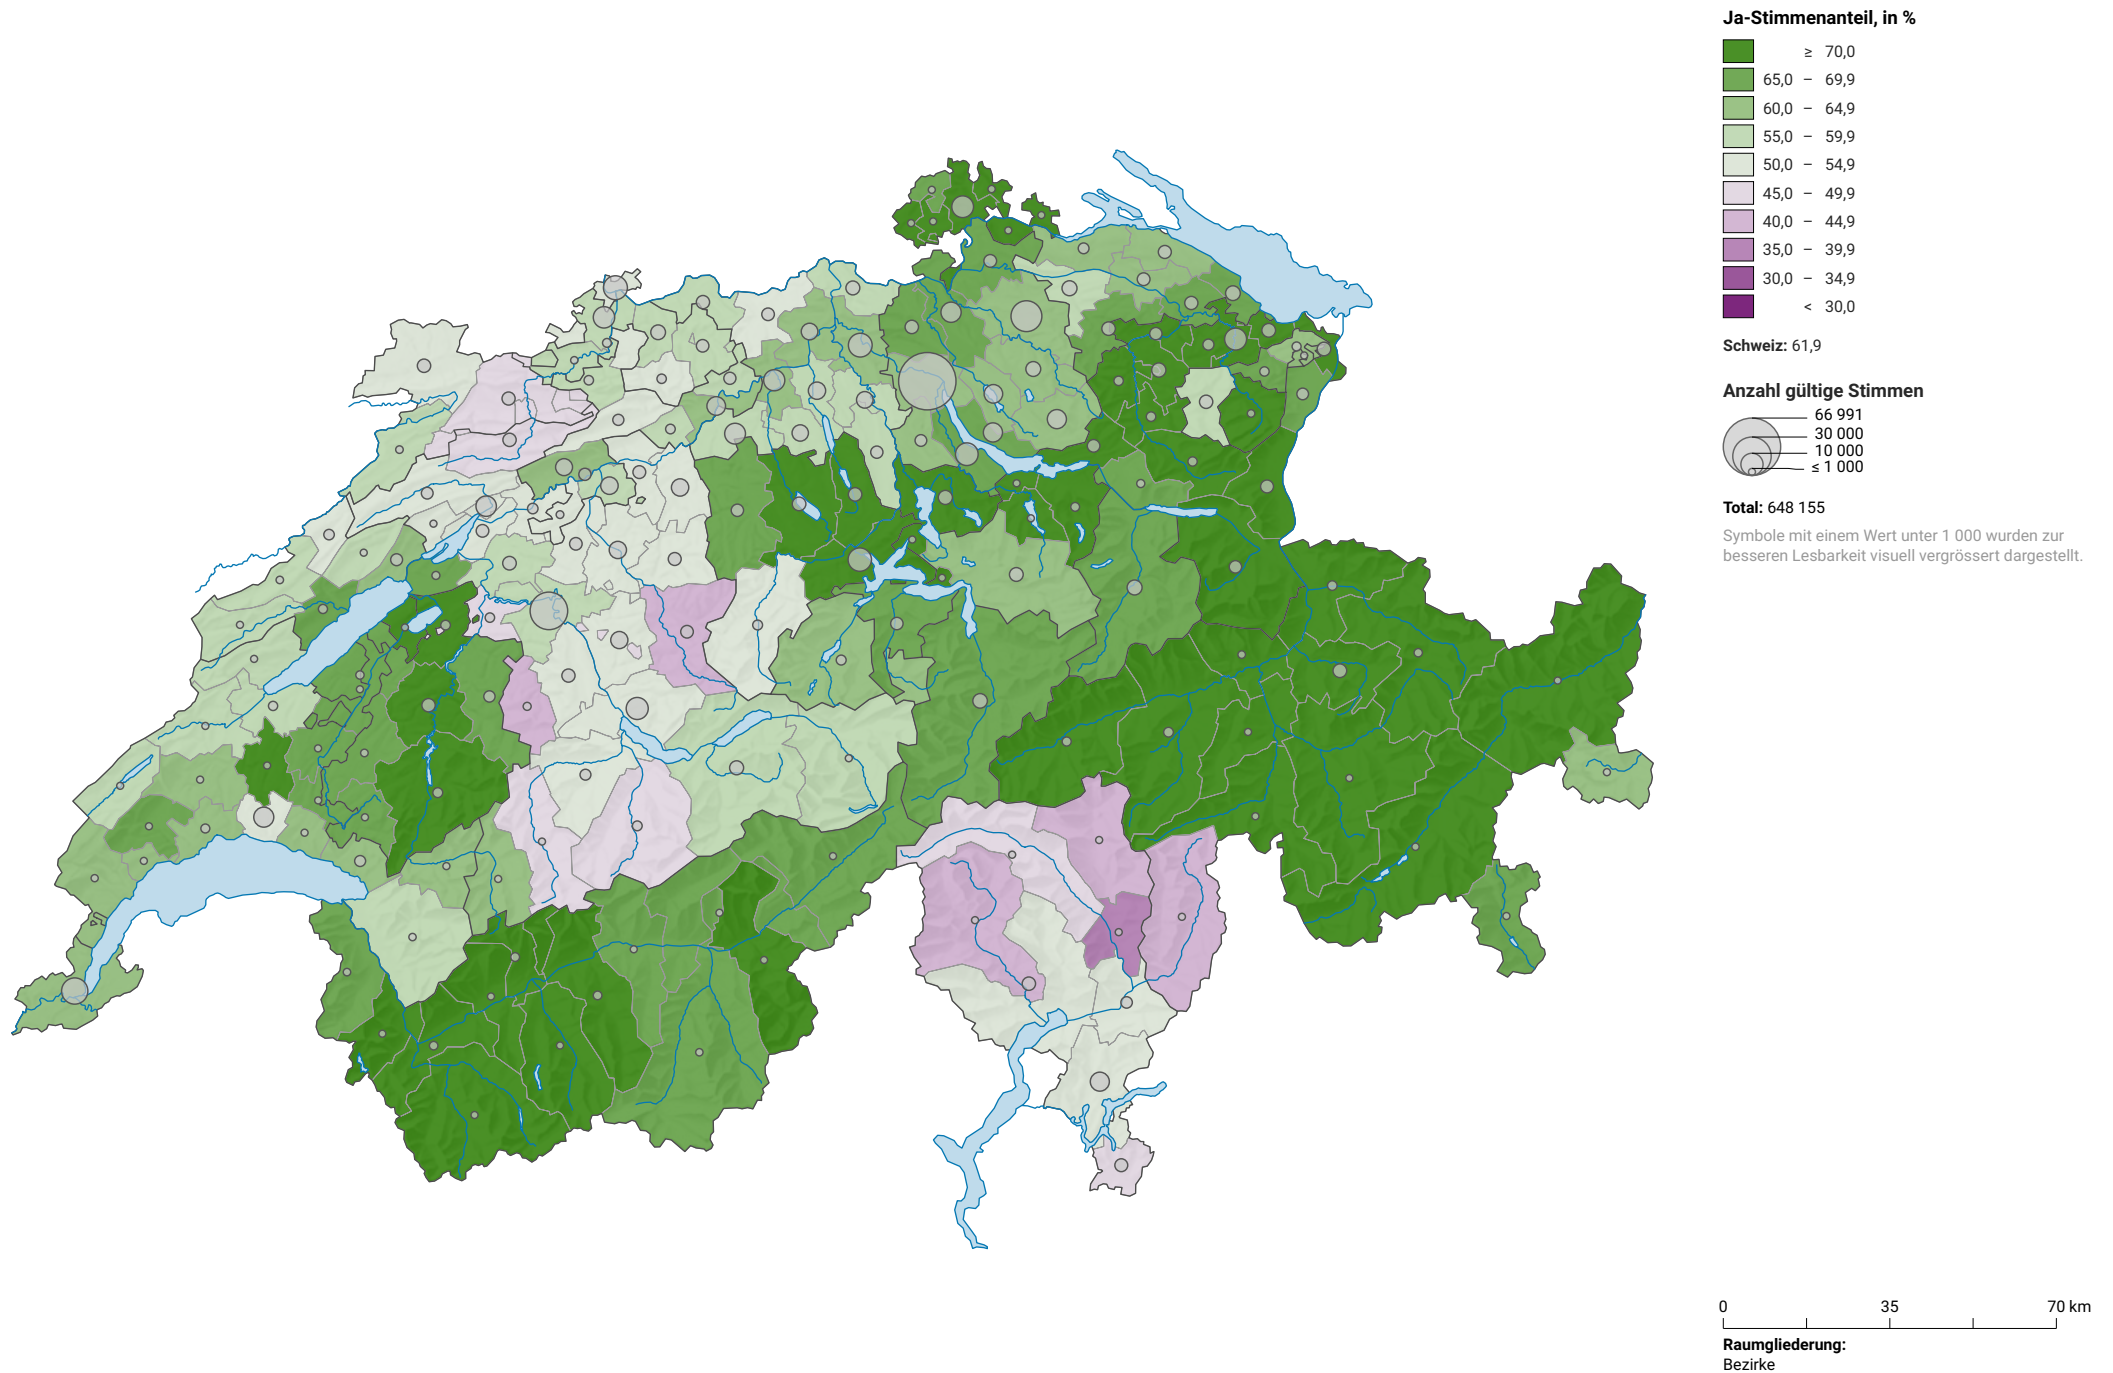 Ja-Stimmenanteil, in %
≥ 70,0
65,0 – 69,9
60,0 – 64,9
55,0 – 59,9
50,0 – 54,9
45,0 – 49,9
40,0 – 44,9
35,0 – 39,9
30,0 – 34,9
< 30,0
Schweiz: 61,9
Anzahl gültige Stimmen
66 991
30 000
10 000
≤ 1 000
Total: 648 155
Symbole mit einem Wert unter 1 000 wurden zur
besseren Lesbarkeit visuell vergrössert dargestellt.
0 35 70 km
Raumgliederung:
Bezirke